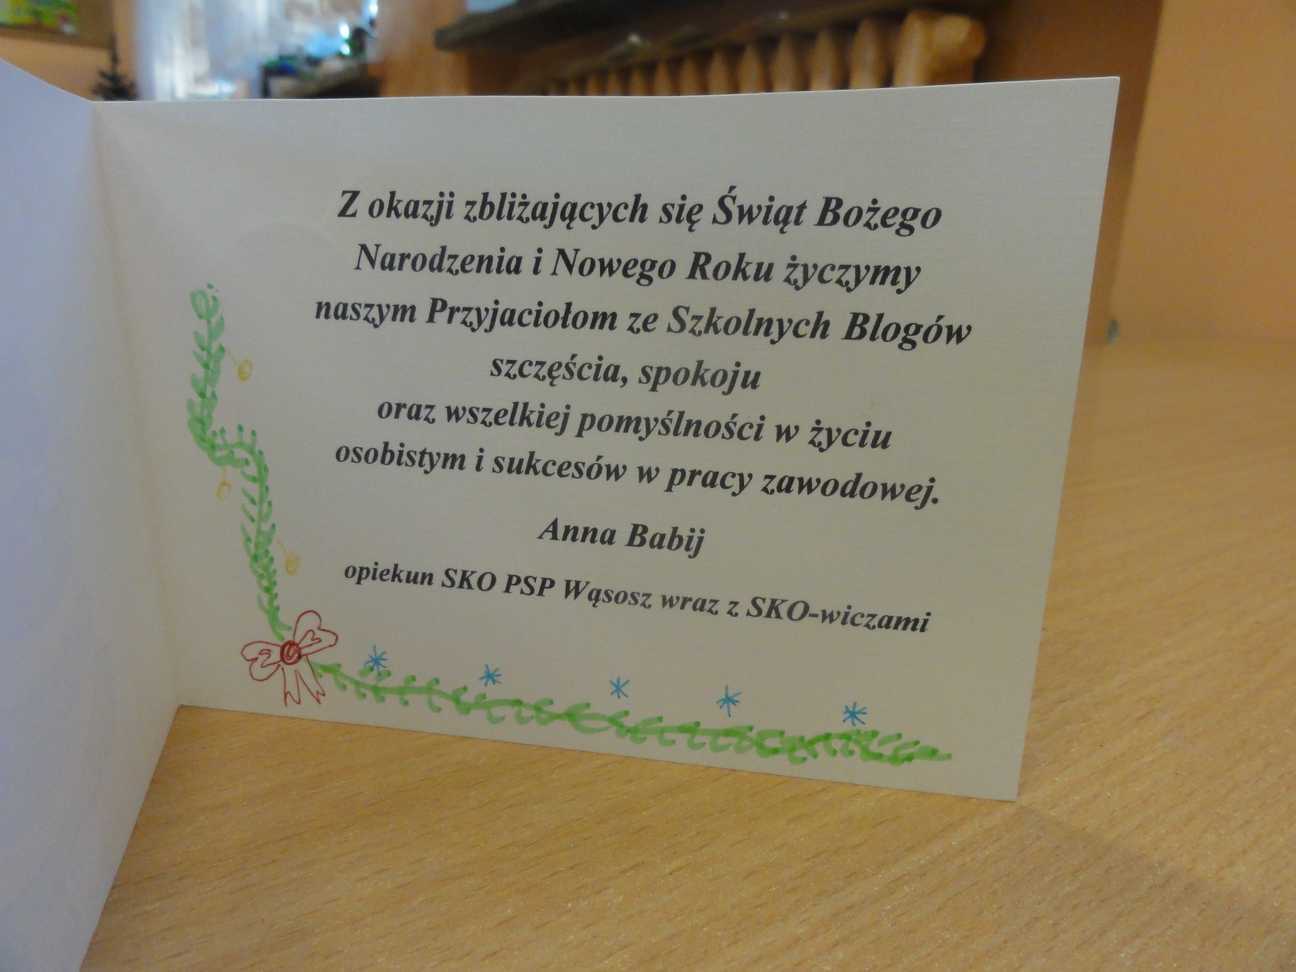 Z okazji zbliżających się Świąt Bożego
Narodzenia i Nowego Roku życzymy
naszym Przyjaciołom ze Szkolnych Blogów
szczęścia, spokoju
oraz wszelkiej pomyślności w życiu
osobistym i sukcesów w pracy zawodowej.
Anna Babij
opiekun SKO PSP Wąsosz wraz z SKO-wiczami